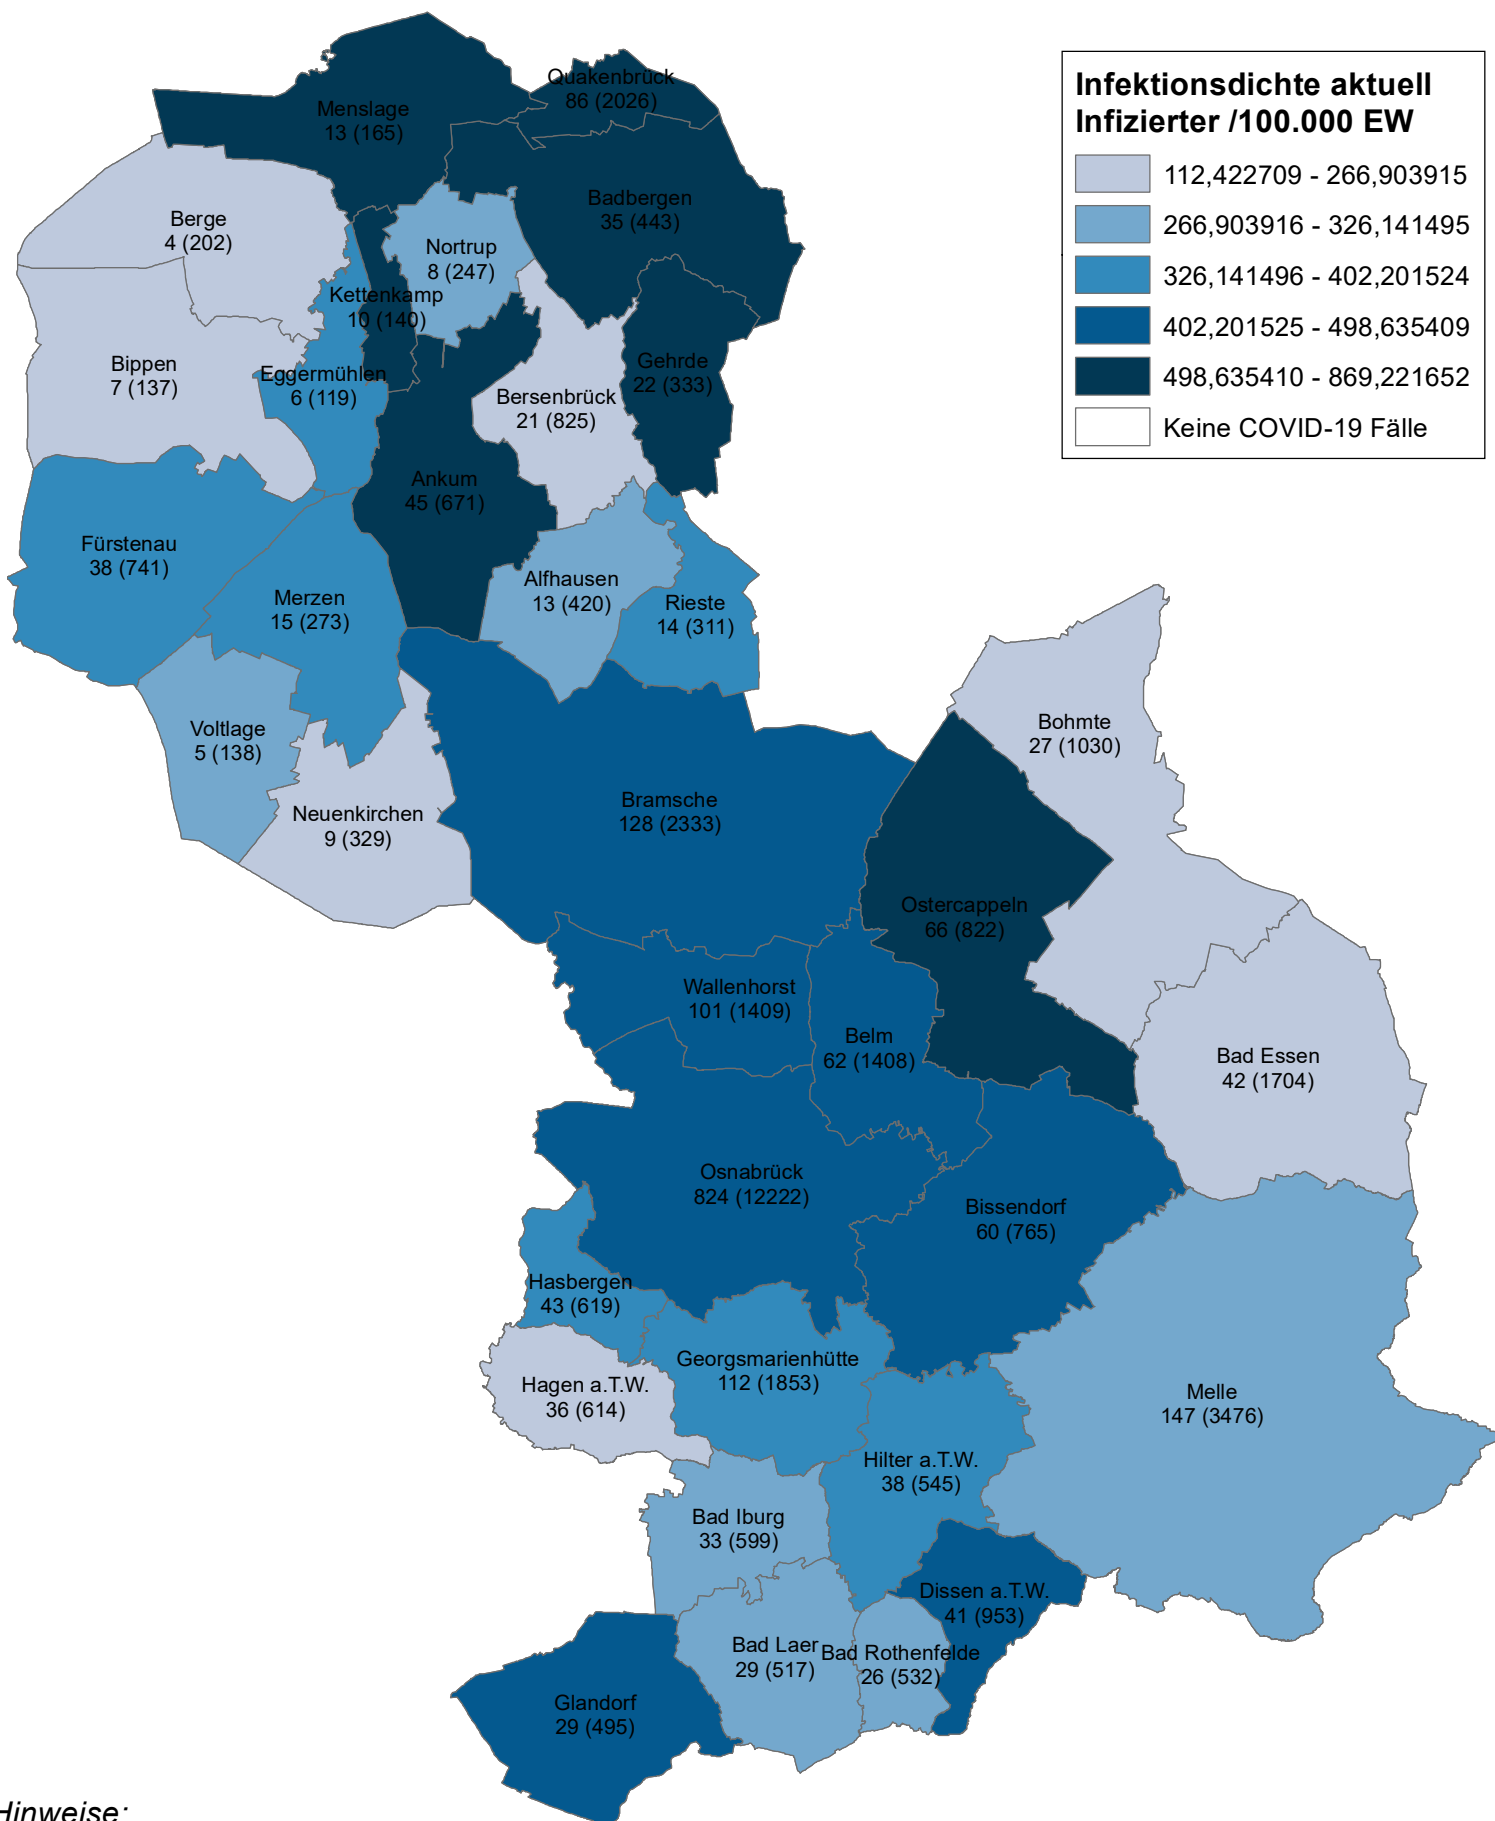 Infektionsdichte aktuell
Infizierter /100.000 EW
112,422709 - 266,903915
266,903916 - 326,141495
326,141496 - 402,201524
402,201525 - 498,635409
498,635410 - 869,221652
Keine COVID-19 Fälle
Quakenbrück
86 (2026)
Menslage
13 (165)
Badbergen
35 (443)
Berge
4 (202)
Nortrup
8 (247)
Kettenkamp
10 (140)
Bippen
7 (137)
Eggermühlen
6 (119)
Gehrde
22 (333)
Bersenbrück
21 (825)
Ankum
45 (671)
Fürstenau
38 (741)
Alfhausen
13 (420)
Merzen
15 (273)
Rieste
14 (311)
Voltlage
5 (138)
Bohmte
27 (1030)
Neuenkirchen
9 (329)
Bramsche
128 (2333)
Ostercappeln
66 (822)
Wallenhorst
101 (1409)
Belm
62 (1408)
Bad Essen
42 (1704)
Osnabrück
824 (12222)
Bissendorf
60 (765)
Hasbergen
43 (619)
Georgsmarienhütte
112 (1853)
Hagen a.T.W.
36 (614)
Melle
147 (3476)
Hilter a.T.W.
38 (545)
Bad Iburg
33 (599)
Dissen a.T.W.
41 (953)
Bad Laer
29 (517)
Bad Rothenfelde
26 (532)
Glandorf
29 (495)
Hinweise: